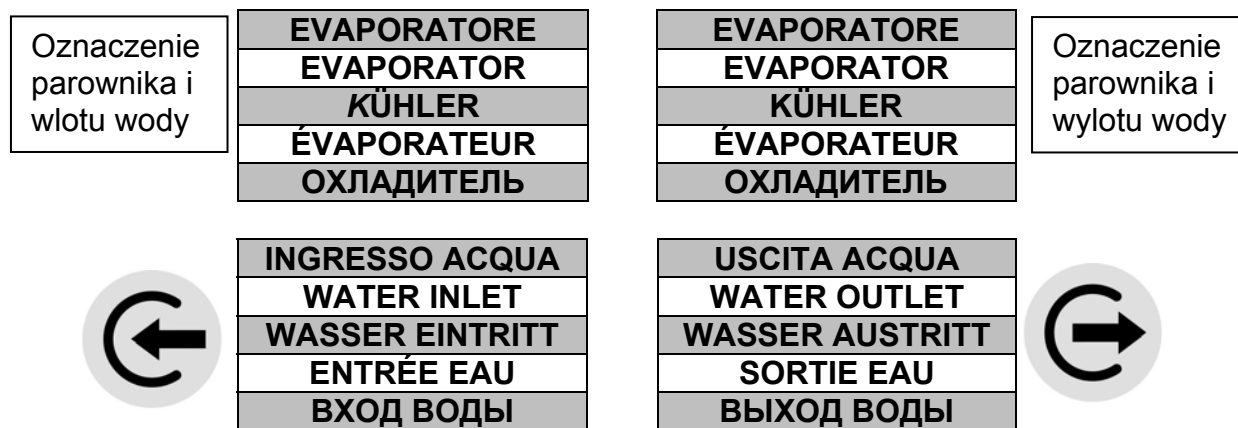 Oznaczenie
parownika i
wlotu wody
EVAPORATORE
EVAPORATOR
KÜHLER
ÉVAPORATEUR
ОХЛАДИТЕЛЬ
EVAPORATORE
EVAPORATOR
KÜHLER
ÉVAPORATEUR
ОХЛАДИТЕЛЬ
Oznaczenie
parownika i
wylotu wody
INGRESSO ACQUA
WATER INLET
WASSER EINTRITT
ENTRÉE EAU
ВХОД ВОДЫ
USCITA ACQUA
WATER OUTLET
WASSER AUSTRITT
SORTIE EAU
ВЫХОД ВОДЫ